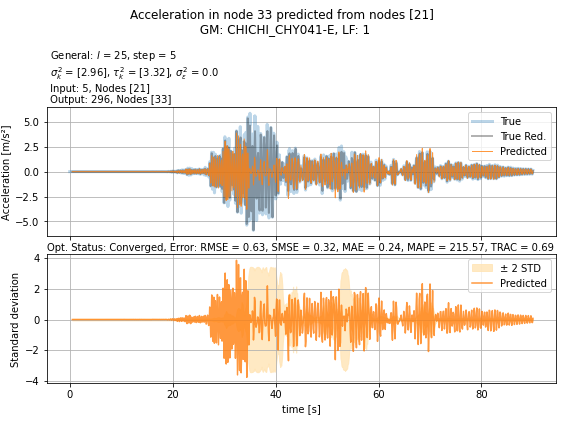 Acceleration in node 33 predicted from nodes [21]
GM: CHICHI_CHY041-E, LF: 1
General: l = 25, step = 5
σ²ₖ = [2.96], τ²ₖ = [3.32], σ²ε = 0.0
Input: 5, Nodes [21]
Output: 296, Nodes [33]
Acceleration [m/s²]
5.0
2.5
0.0
−2.5
−5.0
True
True Red.
Predicted
Opt. Status: Converged, Error: RMSE = 0.63, SMSE = 0.32, MAE = 0.24, MAPE = 215.57, TRAC = 0.69
Standard deviation
4
2
0
−2
−4
± 2 STD
Predicted
0 20 40 60 80
time [s]